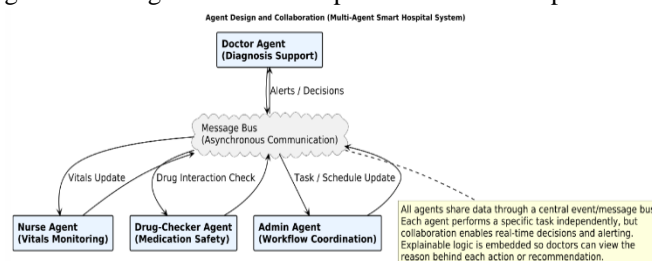 Agent Design and Collaboration (Multi-Agent Smart Hospital System)
Doctor Agent
(Diagnosis Support)
Alerts / Decisions
Message Bus
(Asynchronous Communication)
Vitals Update
Drug Interaction Check
Task / Schedule Update
Nurse Agent
(Vitals Monitoring)
Drug-Checker Agent
(Medication Safety)
Admin Agent
(Workflow Coordination)
All agents share data through a central event/message bus
Each agent performs a specific task independently, but
collaboration enables real-time decisions and alerting.
Explainable logic is embedded so doctors can view the
reason behind each action or recommendation.